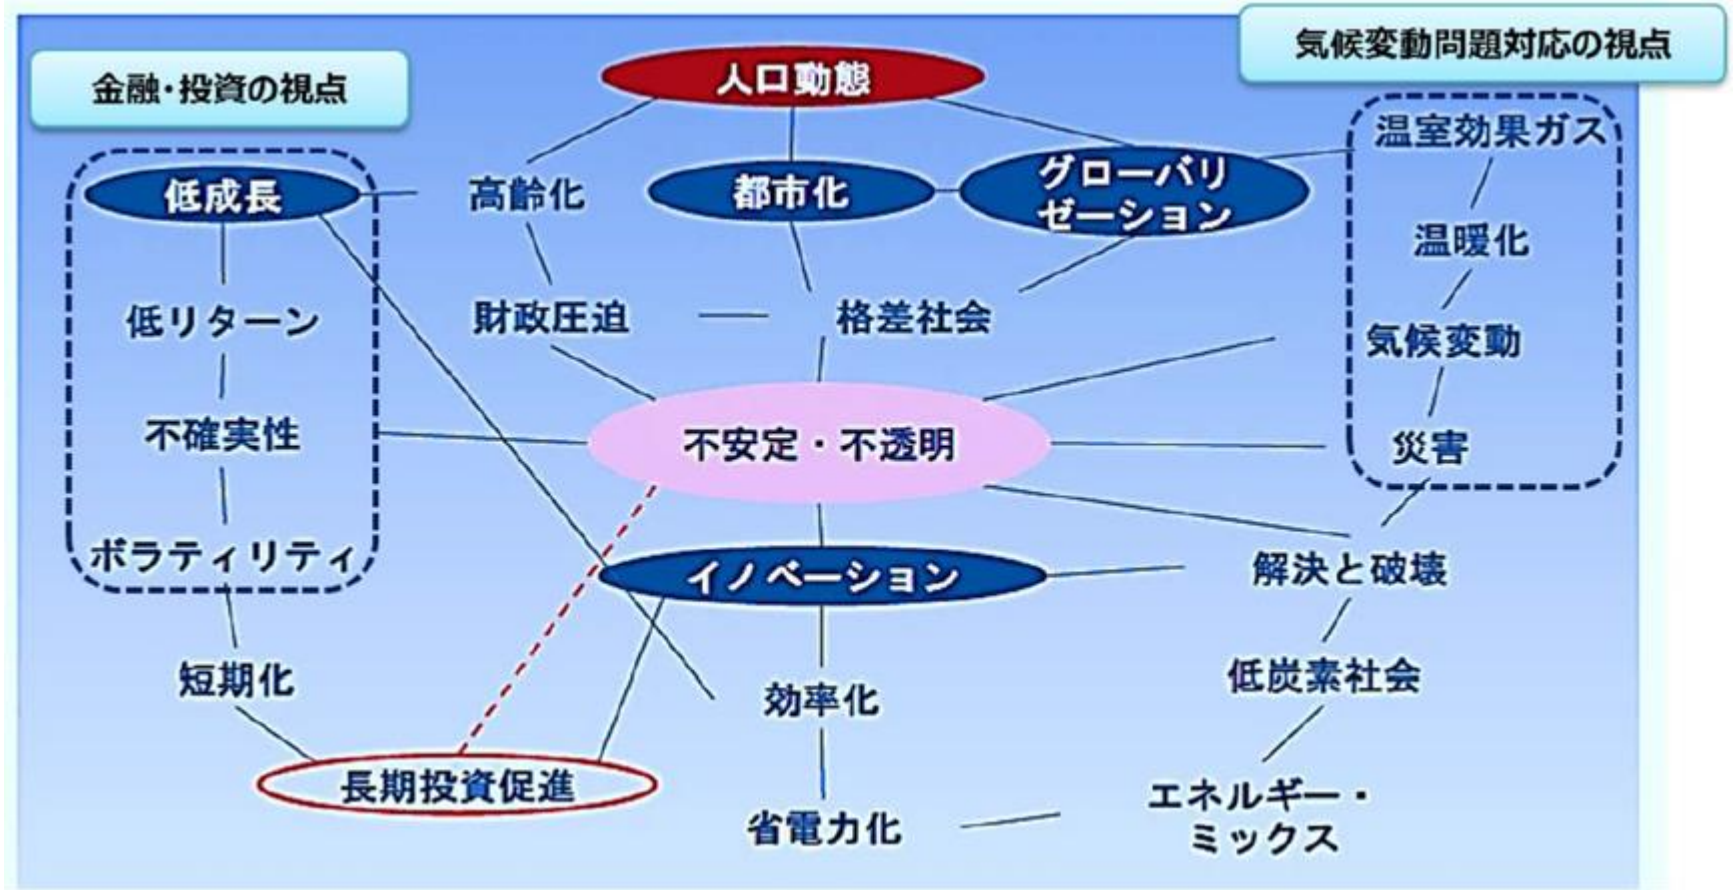 気候変動問題対応の視点
金融・投資の視点
人口動態
温室効果ガス
低成長
高齢化
都市化
グローバリ
ゼーション
温暖化
低リターン
財政圧迫
格差社会
気候変動
不確実性
不安定・不透明
災害
ボラティリティ
イノベーション
解決と破壊
短期化
効率化
低炭素社会
長期投資促進
省電力化
エネルギー・
ミックス